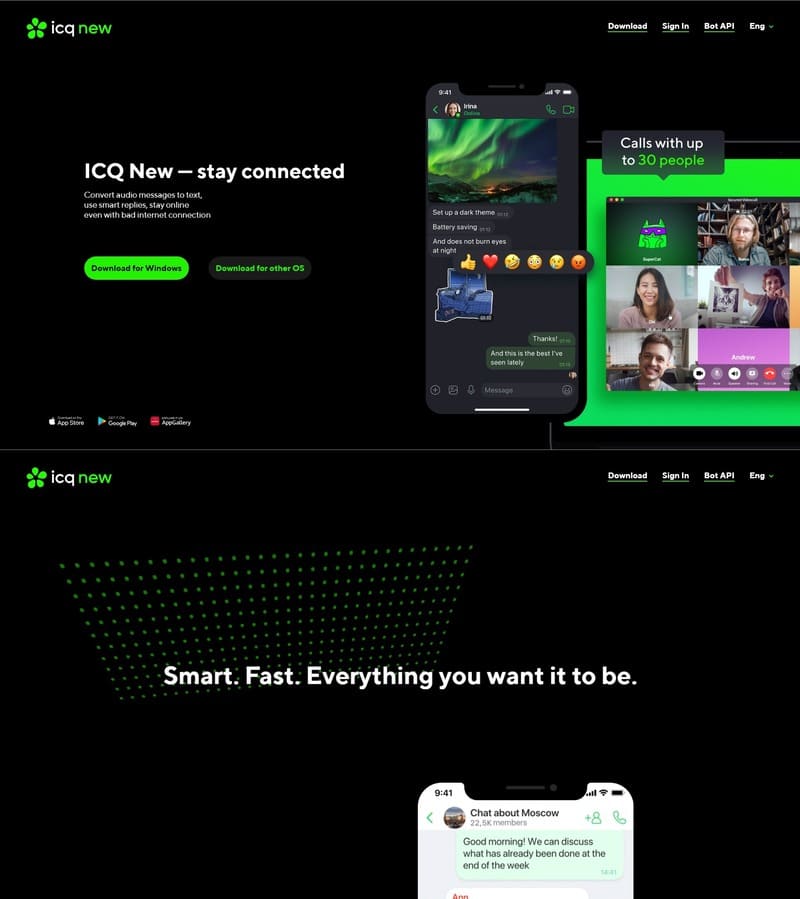 icq new
Download
Sign In
Bot API
Eng
9:41
Irina
Online
Calls with up
to 30 people
ICQ New — stay connected
Convert audio messages to text,
use smart replies, stay online
even with bad internet connection
Download for Windows
Download for other OS
Set up a dark theme
Battery saving
And does not burn eyes
at night
Thanks!
And this is the best I've
seen lately
Message
SuperCat
Andrew
App Store
GET IT ON
Google Play
AppGallery
icq new
Download
Sign In
Bot API
Eng
Smart. Fast. Everything you want it to be.
9:41
Chat about Moscow
22,5K members
Good morning! We can discuss
what has already been done at the
end of the week
14:41
Ann